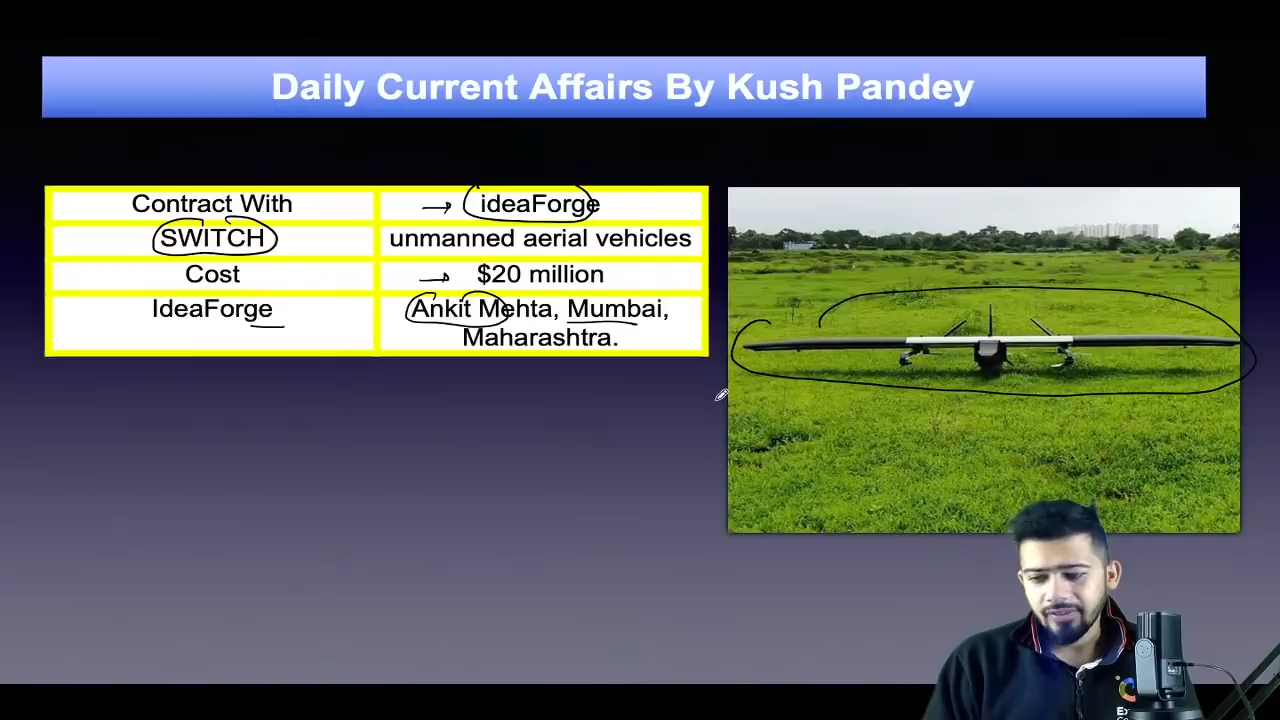 Daily Current Affairs By Kush Pandey
Contract With
ideaForge
SWITCH
unmanned aerial vehicles
Cost
$20 million
IdeaForge
Ankit Mehta, Mumbai,
Maharashtra.